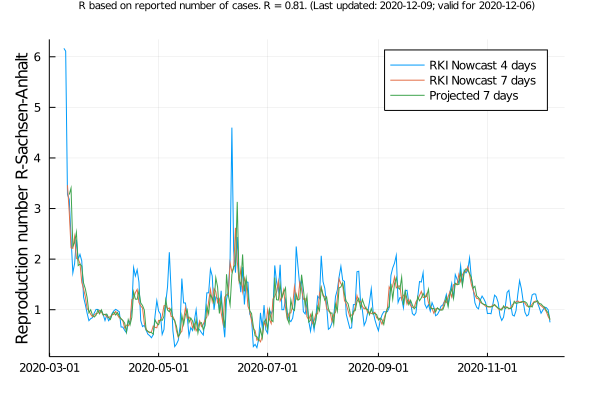 R based on reported number of cases. R = 0.81. (Last updated: 2020-12-09; valid for 2020-12-06)
Reproduction number R-Sachsen-Anhalt
6
5
4
3
2
1
RKI Nowcast 4 days
RKI Nowcast 7 days
Projected 7 days
2020-03-01
2020-05-01
2020-07-01
2020-09-01
2020-11-01